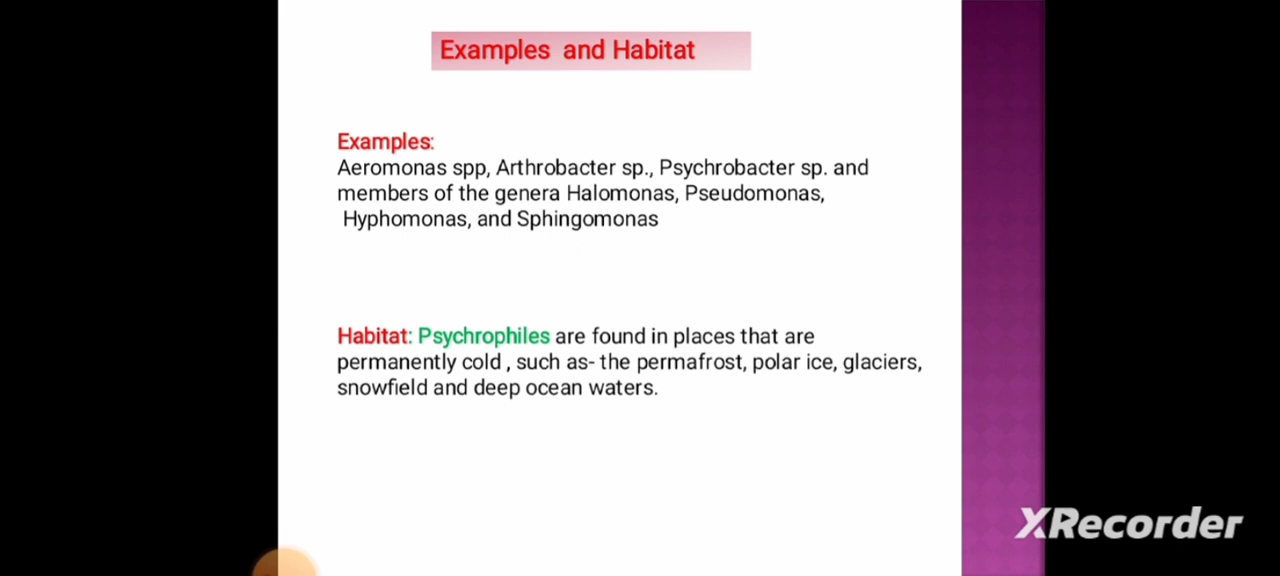 Examples and Habitat
Examples:
Aeromonas spp, Arthrobacter sp., Psychrobacter sp. and
members of the genera Halomonas, Pseudomonas,
Hyphomonas, and Sphingomonas
Habitat: Psychrophiles are found in places that are
permanently cold , such as- the permafrost, polar ice, glaciers,
snowfield and deep ocean waters.
XRecorder